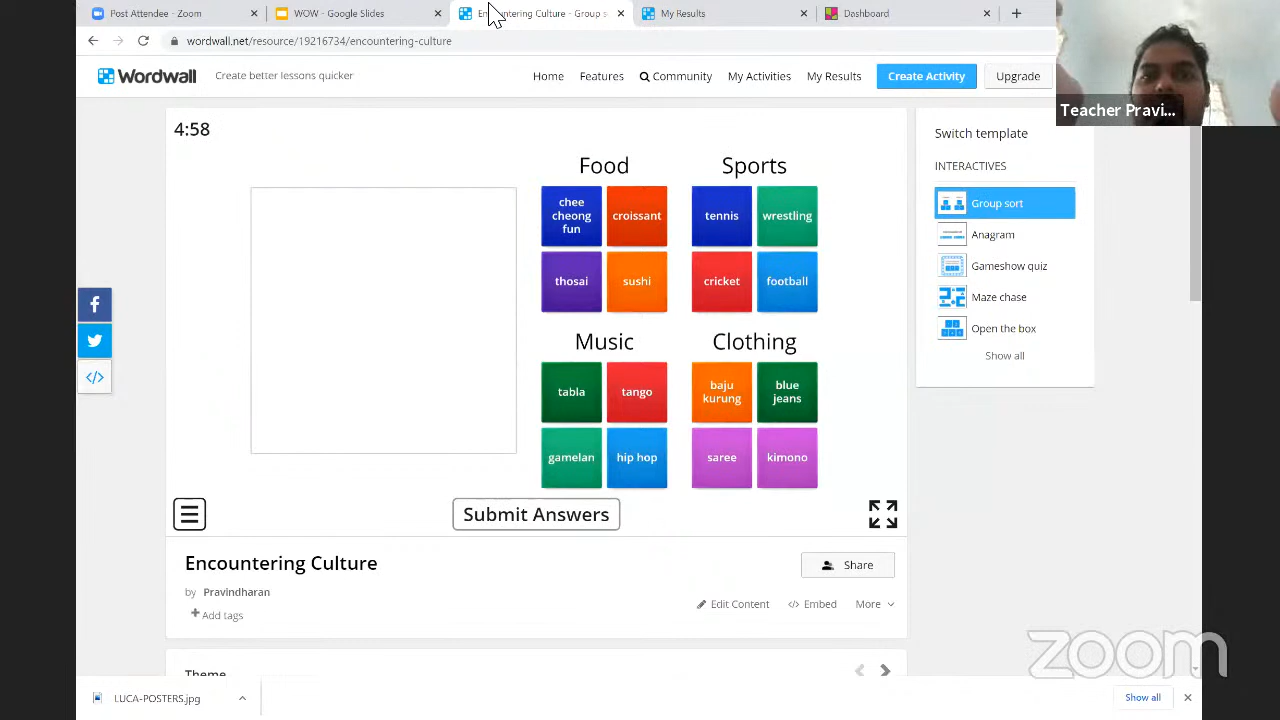 Post Attendee - Zoom
WOW - Google Slides
En ering Culture - Group s
My Results
Dashboard
wordwall.net/resource/19216734/encountering-culture
Wordwall
Create better lessons quicker
Home
Features
Community
My Activities
My Results
Create Activity
Upgrade
Teacher Pravi...
4:58
Food
Sports
chee cheong fun
croissant
tennis
wrestling
thosai
sushi
cricket
football
Music
Clothing
tabla
tango
baju kurung
blue jeans
gamelan
hip hop
saree
kimono
Submit Answers
Switch template
INTERACTIVES
Group sort
Anagram
Gameshow quiz
Maze chase
Open the box
Show all
Encountering Culture
Share
by Pravindharan
Add tags
Edit Content
</> Embed
More
Theme
zoom
LUCA-POSTERS.jpg
Show all